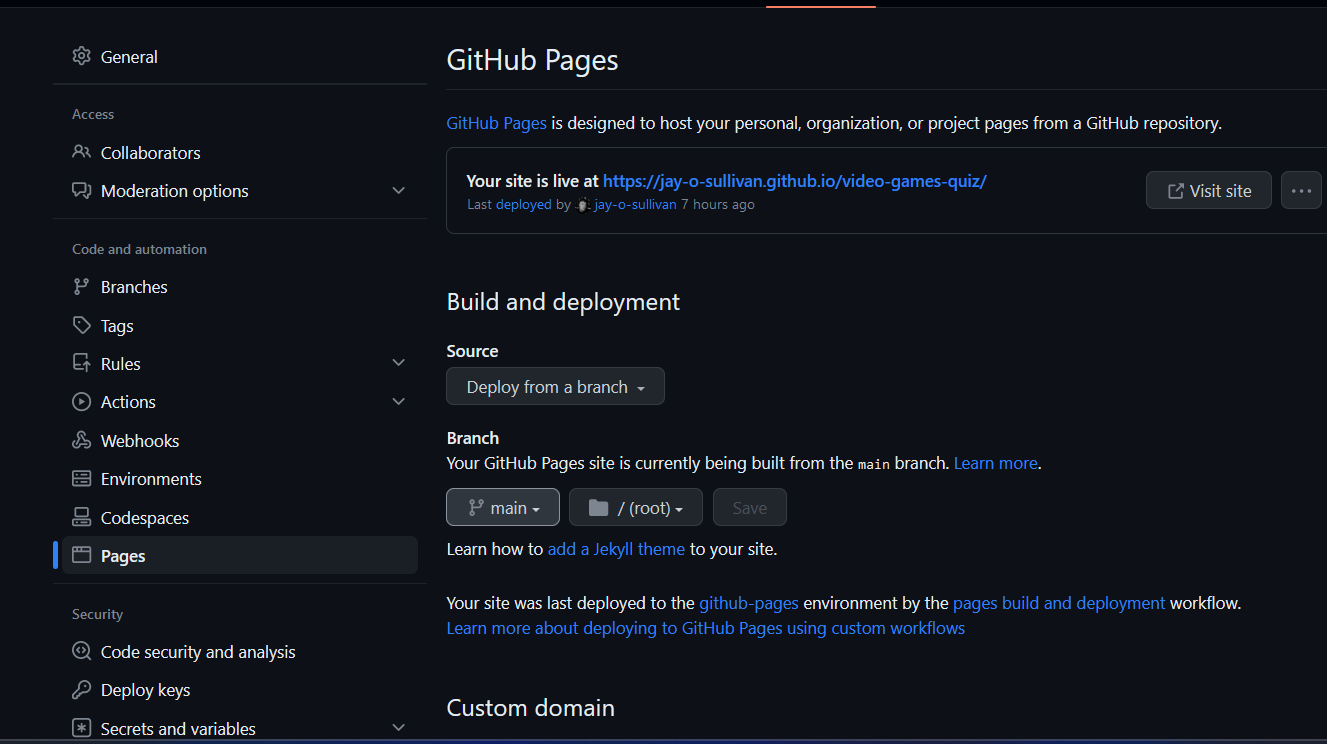 General
Access
Collaborators
Moderation options
Code and automation
Branches
Tags
Rules
Actions
Webhooks
Environments
Codespaces
Pages
Security
Code security and analysis
Deploy keys
Secrets and variables
GitHub Pages
GitHub Pages is designed to host your personal, organization, or project pages from a GitHub repository.
Your site is live at https://jay-o-sullivan.github.io/video-games-quiz/
Last deployed by jay-o-sullivan 7 hours ago
Visit site
Build and deployment
Source
Deploy from a branch
Branch
Your GitHub Pages site is currently being built from the main branch. Learn more.
main
/ (root)
Save
Learn how to add a Jekyll theme to your site.
Your site was last deployed to the github-pages environment by the pages build and deployment workflow.
Learn more about deploying to GitHub Pages using custom workflows
Custom domain